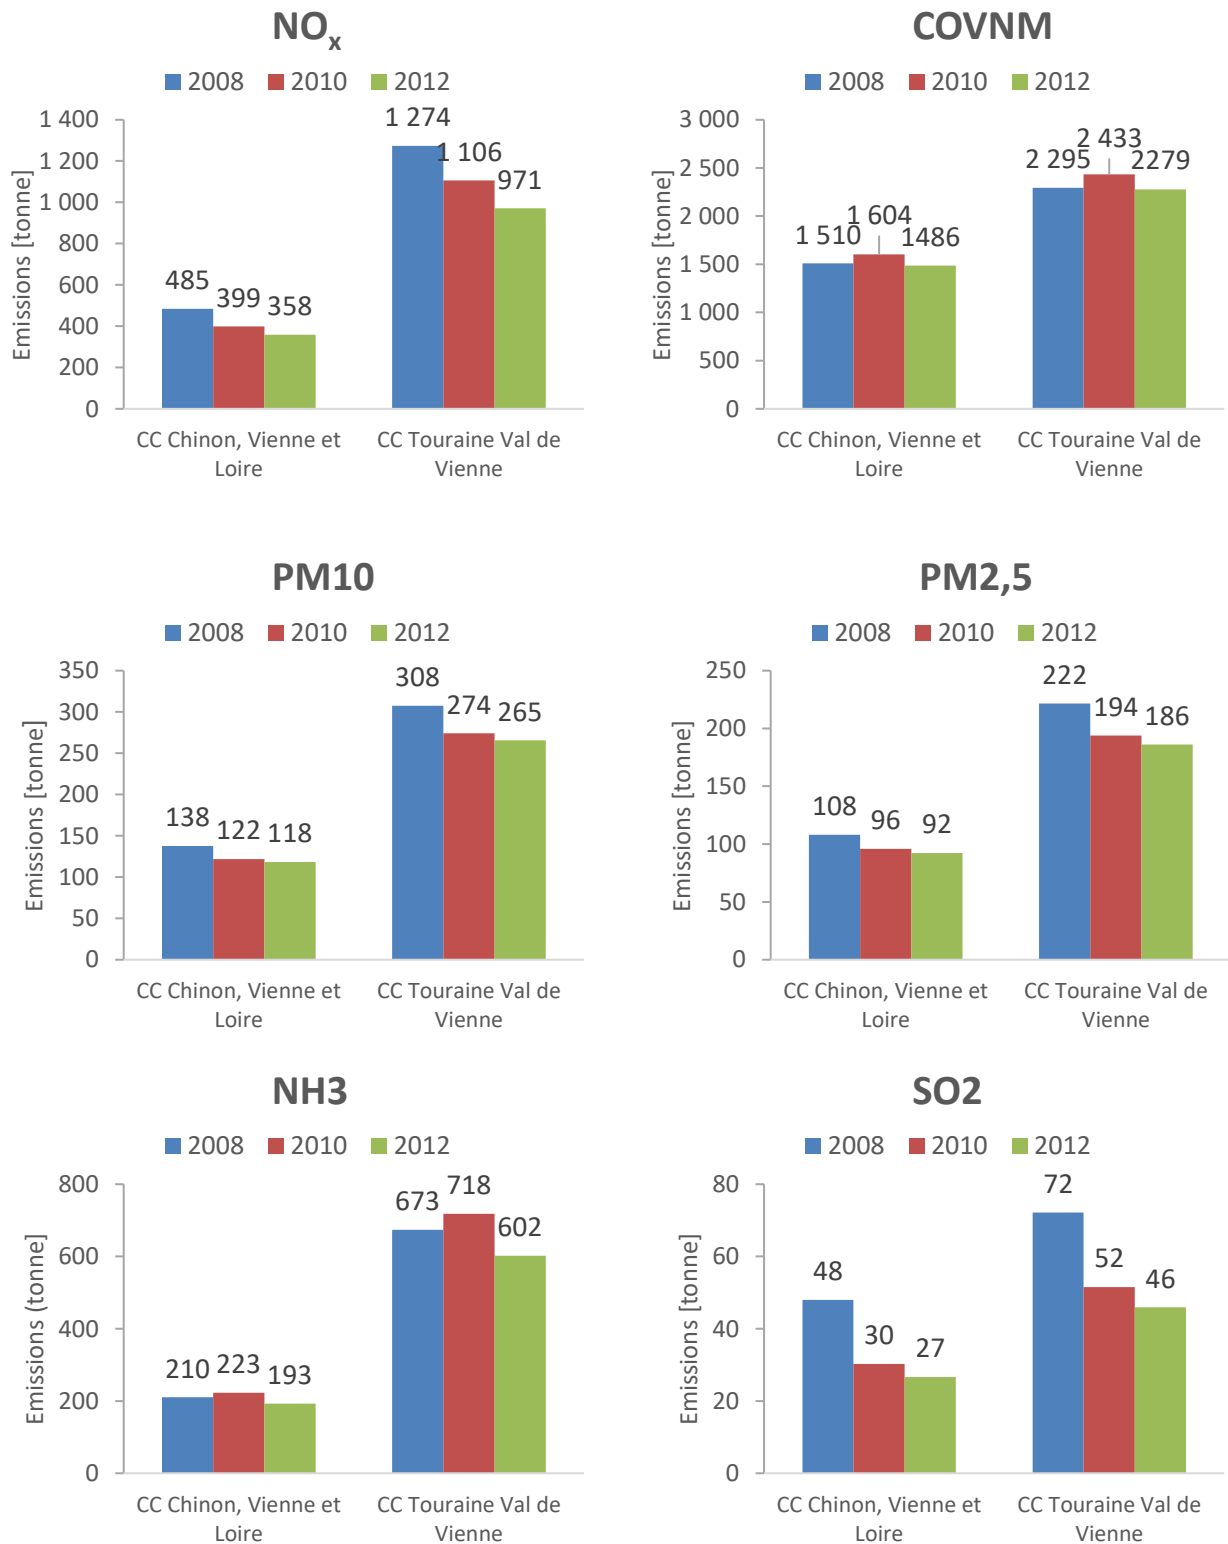 NOx
2008 2010 2012
Emissions [tonne]
1 400
1 200
1 000
800
600
400
200
0
485 399 358
1 274 1 106 971
CC Chinon, Vienne et
Loire
CC Touraine Val de
Vienne
COVNM
2008 2010 2012
Emissions [tonne]
3 000
2 500
2 000
1 500
1 000
500
0
1 510 1 604 1486
2 295 2 433 2279
CC Chinon, Vienne et
Loire
CC Touraine Val de
Vienne
PM10
2008 2010 2012
Emissions [tonne]
350
300
250
200
150
100
50
0
138 122 118
308 274 265
CC Chinon, Vienne et
Loire
CC Touraine Val de
Vienne
PM2,5
2008 2010 2012
Emissions [tonne]
250
200
150
100
50
0
108 96 92
222 194 186
CC Chinon, Vienne et
Loire
CC Touraine Val de
Vienne
NH3
2008 2010 2012
Emissions (tonne]
800
600
400
200
0
210 223 193
673 718 602
CC Chinon, Vienne et
Loire
CC Touraine Val de
Vienne
SO2
2008 2010 2012
Emissions [tonne]
80
60
40
20
0
48 30 27
72 52 46
CC Chinon, Vienne et
Loire
CC Touraine Val de
Vienne